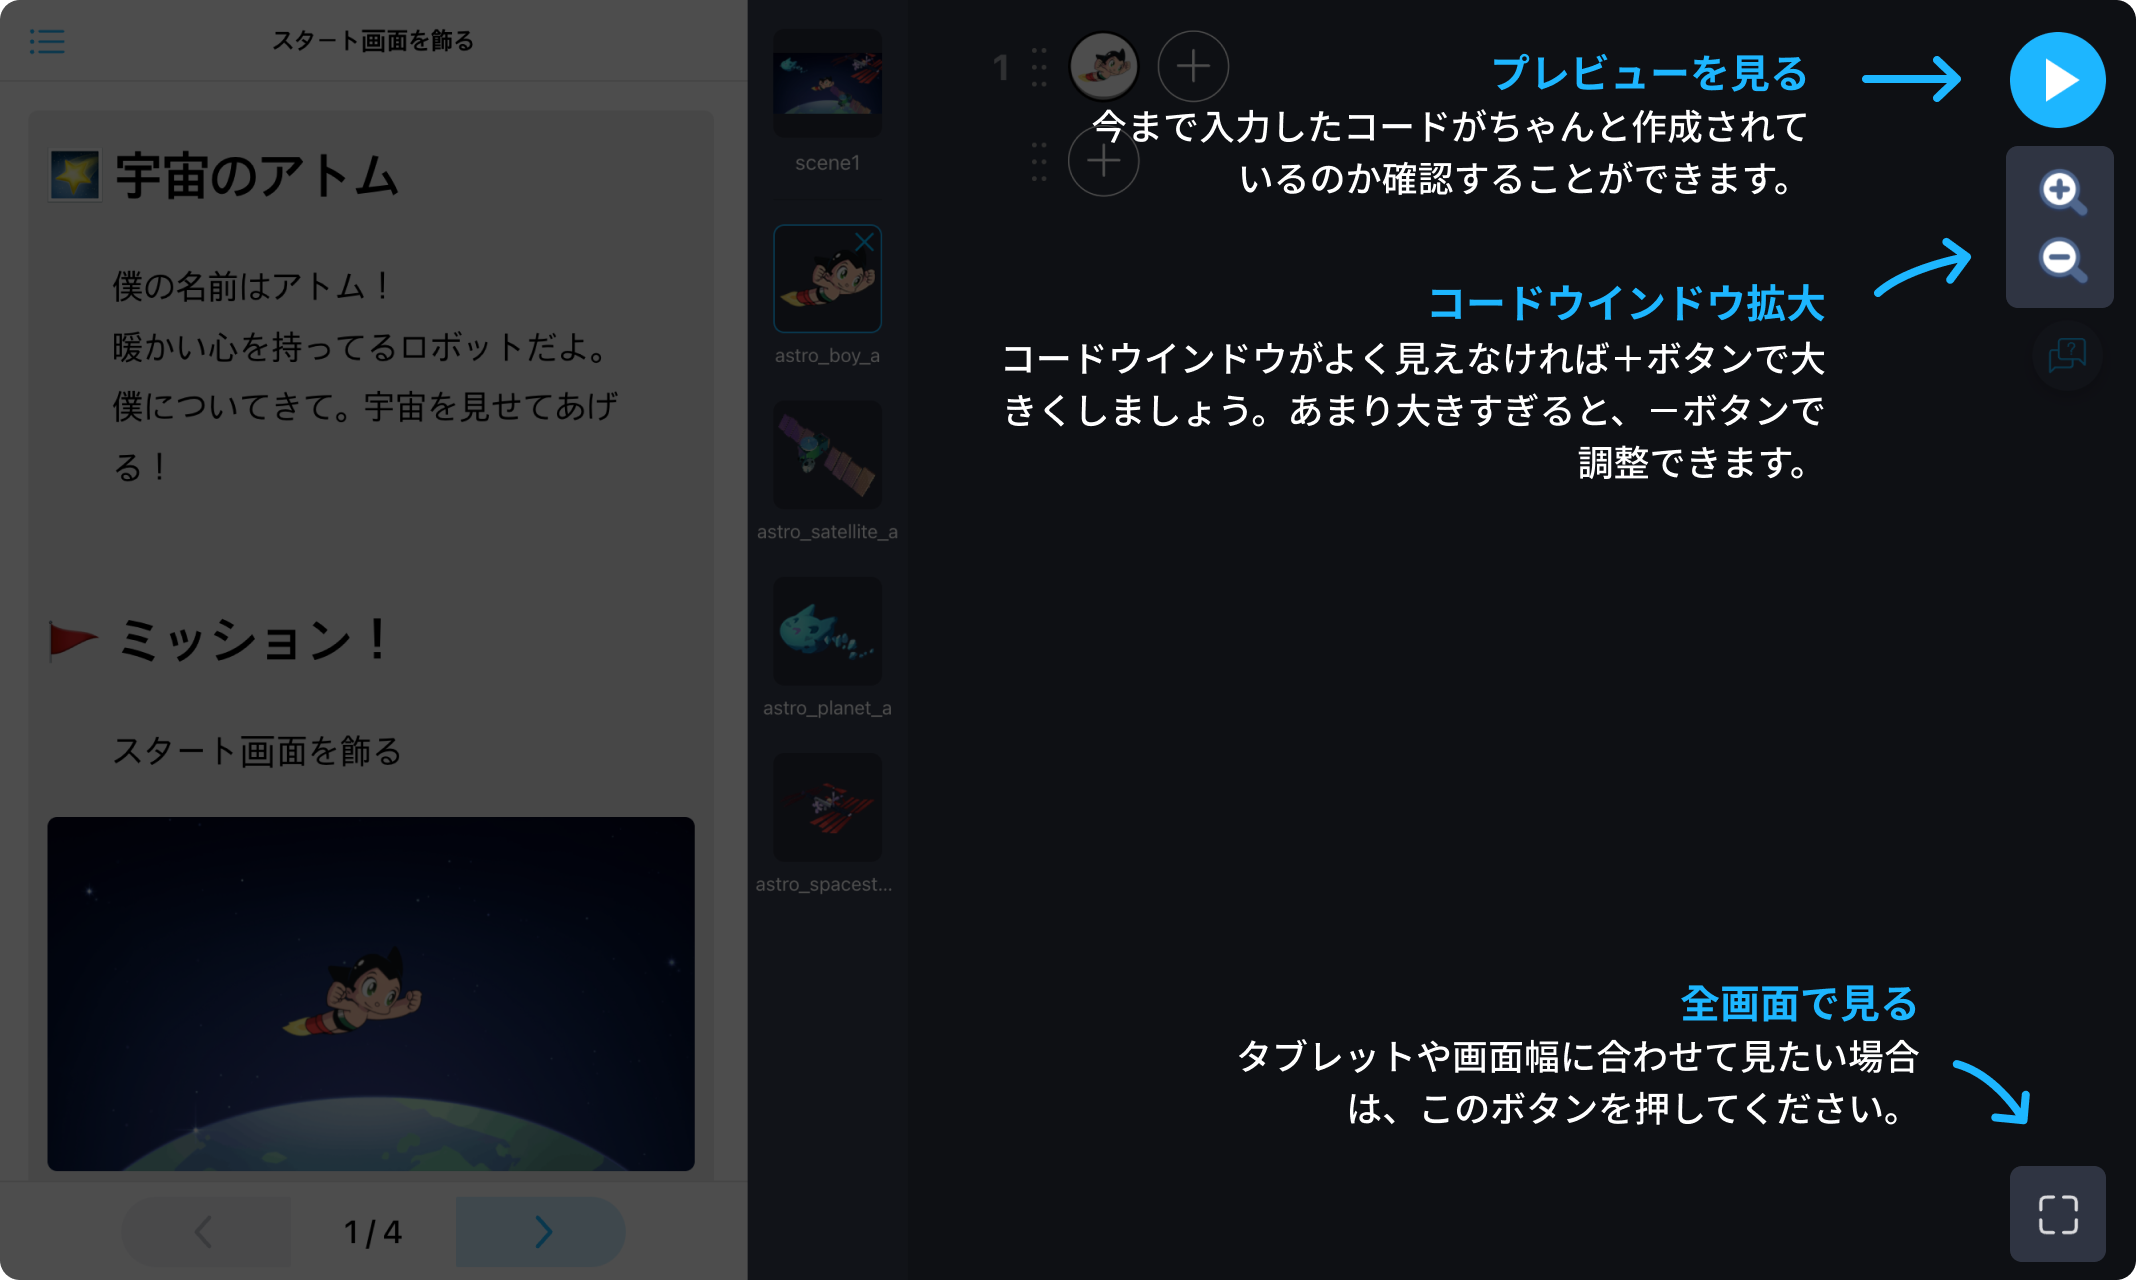 スタート画面を飾る
宇宙のアトム
僕の名前はアトム！
暖かい心を持ってるロボットだよ。
僕についてきて。宇宙を見せてあげ
る！
ミッション！
スタート画面を飾る
1 / 4
scene1
astro_boy_a
astro_satellite_a
astro_planet_a
astro_spacest...
1
プレビューを見る
今まで入力したコードがちゃんと作成されて
いるのか確認することができます。
コードウインドウ拡大
コードウインドウがよく見えなければ＋ボタンで大
きくしましょう。あまり大きすぎると、－ボタンで
調整できます。
全画面で見る
タブレットや画面幅に合わせて見たい場合
は、このボタンを押してください。